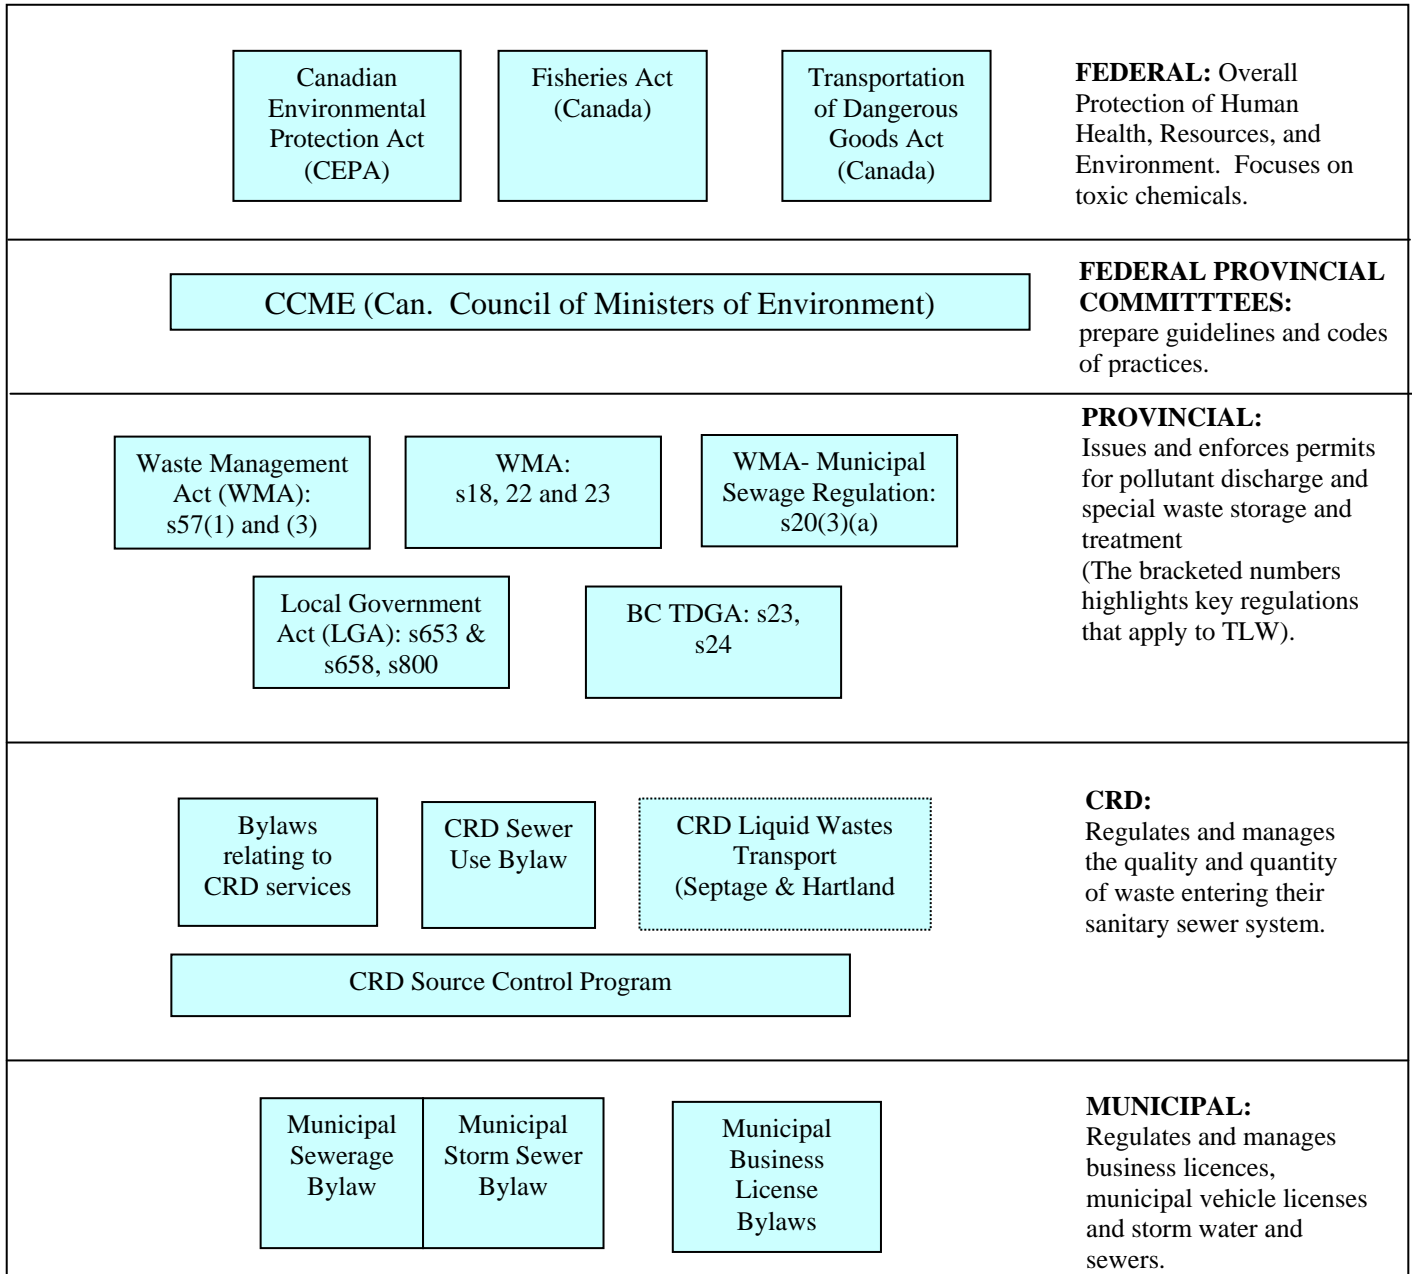 Canadian
Environmental
Protection Act
(CEPA)
Fisheries Act
(Canada)
Transportation
of Dangerous
Goods Act
(Canada)
FEDERAL: Overall
Protection of Human
Health, Resources, and
Environment. Focuses on
toxic chemicals.
CCME (Can. Council of Ministers of Environment)
FEDERAL PROVINCIAL
COMMITTTEES:
prepare guidelines and codes
of practices.
Waste Management
Act (WMA):
s57(1) and (3)
WMA:
s18, 22 and 23
WMA- Municipal
Sewage Regulation:
s20(3)(a)
Local Government
Act (LGA): s653 &
s658, s800
BC TDGA: s23,
s24
PROVINCIAL:
Issues and enforces permits
for pollutant discharge and
special waste storage and
treatment
(The bracketed numbers
highlights key regulations
that apply to TLW).
Bylaws
relating to
CRD services
CRD Sewer
Use Bylaw
CRD Liquid Wastes
Transport
(Septage & Hartland
CRD Source Control Program
CRD:
Regulates and manages
the quality and quantity
of waste entering their
sanitary sewer system.
Municipal
Sewerage
Bylaw
Municipal
Storm Sewer
Bylaw
Municipal
Business
License
Bylaws
MUNICIPAL:
Regulates and manages
business licences,
municipal vehicle licenses
and storm water and
sewers.